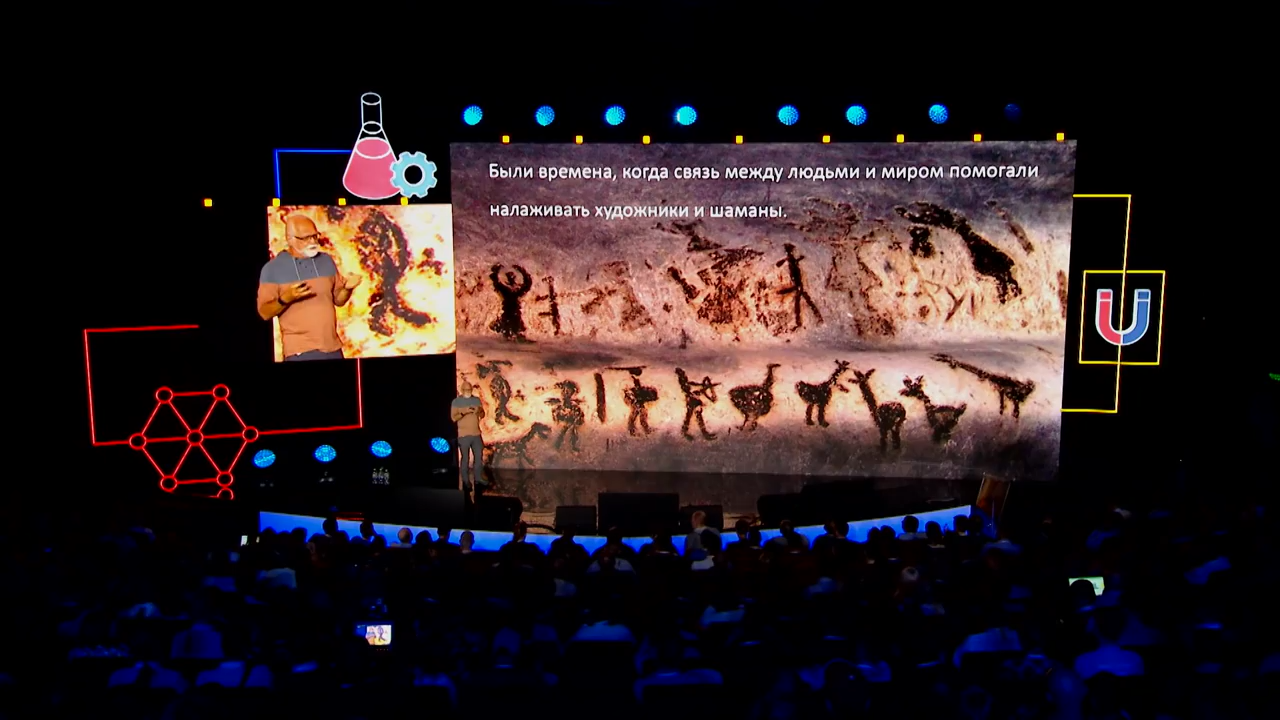 Были времена, когда связь между людьми и миром помогали
налаживать художники и шаманы.